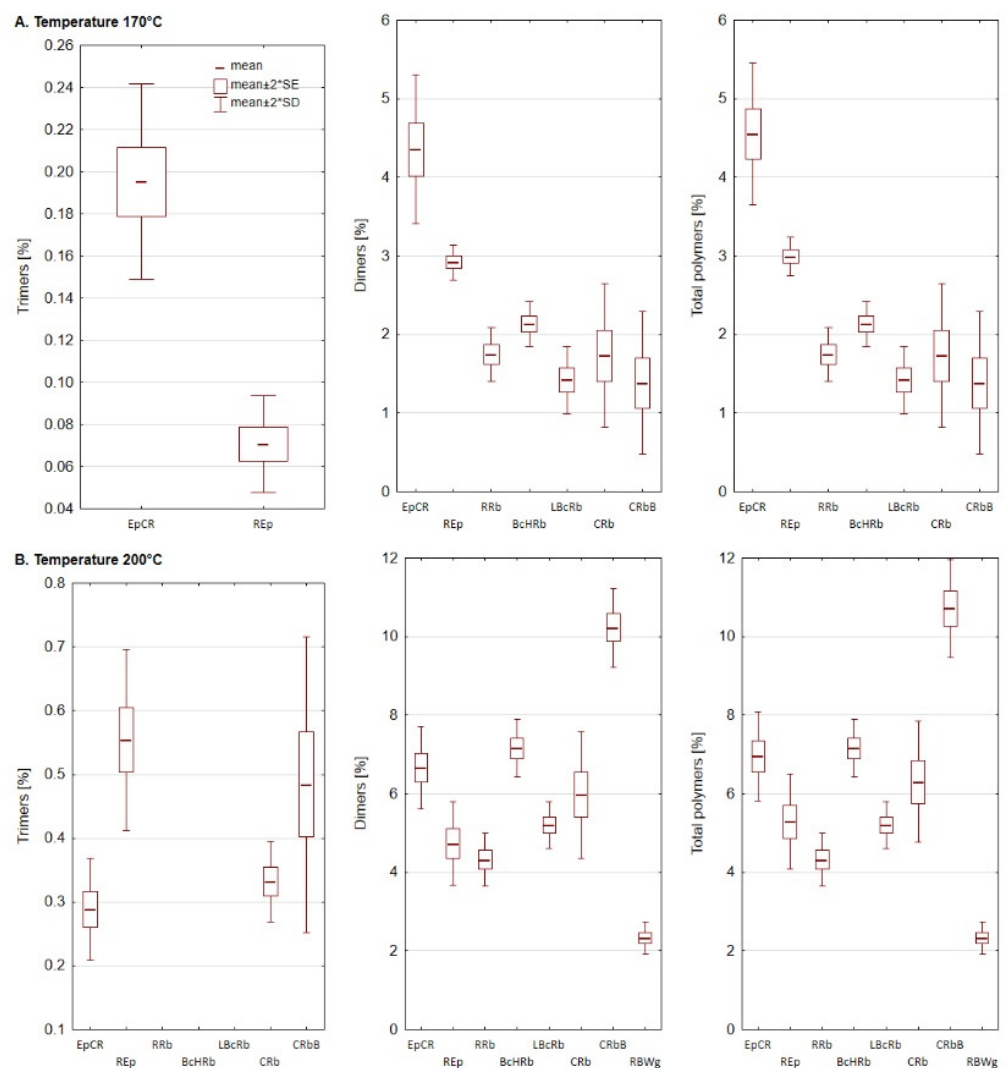 A. Temperature 170°C
Trimers [%]
0.26
0.24
0.22
0.20
0.18
0.16
0.14
0.12
0.10
0.08
0.06
0.04
mean
mean±2*SE
mean±2*SD
EpCR
REp
Dimers [%]
6
5
4
3
2
1
0
EpCR RRb LBcRb CRbB
REp BcHRb CRb
Total polymers [%]
6
5
4
3
2
1
0
EpCR RRb LBcRb CRbB
REp BcHRb CRb
B. Temperature 200°C
Trimers [%]
0.8
0.7
0.6
0.5
0.4
0.3
0.2
0.1
EpCR RRb LBcRb CRbB
REp BcHRb CRb
Dimers [%]
12
10
8
6
4
2
0
EpCR RRb LBcRb CRbB
REp BcHRb CRb RBWg
Total polymers [%]
12
10
8
6
4
2
0
EpCR RRb LBcRb CRbB
REp BcHRb CRb RBWg